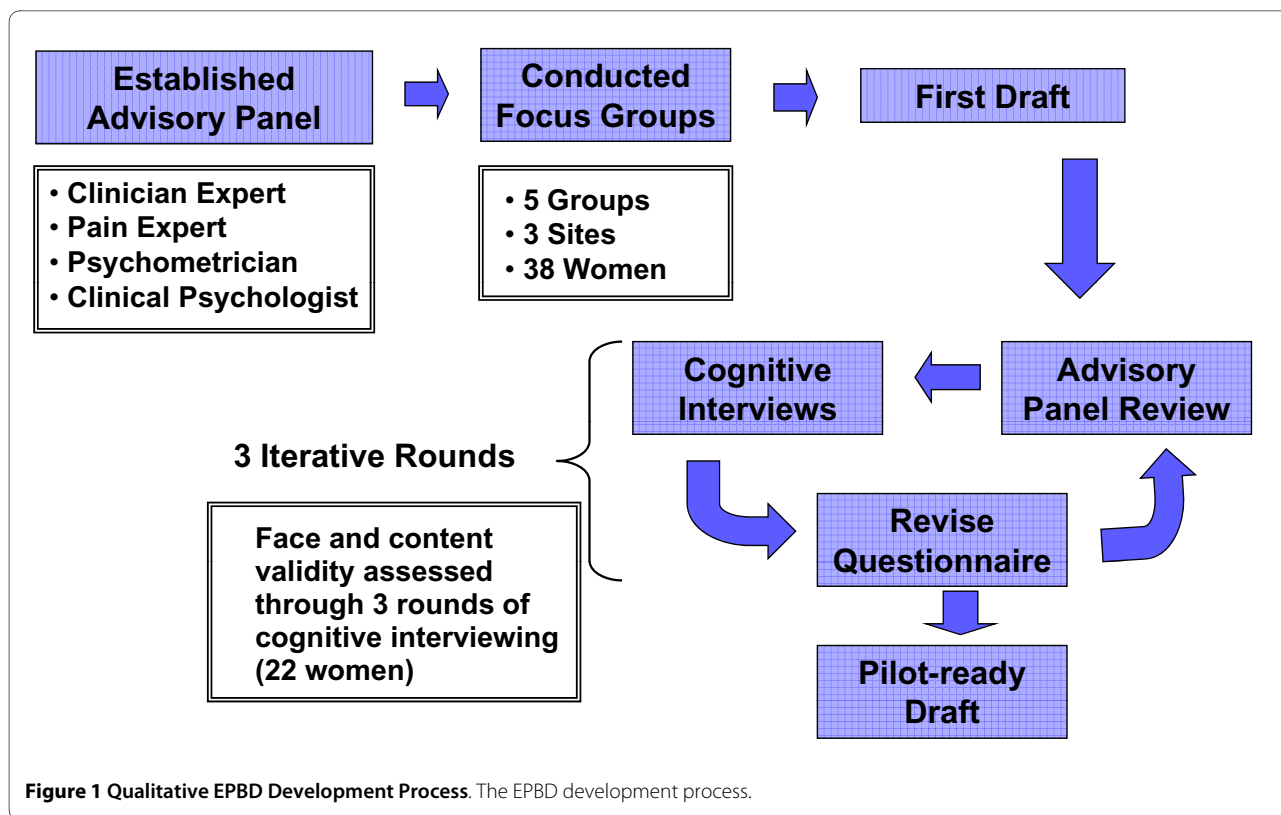 Established
Advisory Panel
• Clinician Expert
• Pain Expert
• Psychometrician
• Clinical Psychologist
Conducted
Focus Groups
• 5 Groups
• 3 Sites
• 38 Women
First Draft
Advisory
Panel Review
Cognitive
Interviews
3 Iterative Rounds
Face and content
validity assessed
through 3 rounds of
cognitive interviewing
(22 women)
Revise
Questionnaire
Pilot-ready
Draft
Figure 1 Qualitative EPBD Development Process. The EPBD development process.